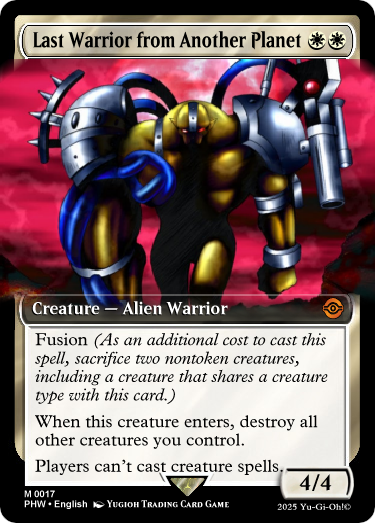 Last Warrior from Another Planet
Creature — Alien Warrior
Fusion (As an additional cost to cast this
spell, sacrifice two nontoken creatures,
including a creature that shares a creature
type with this card.)
When this creature enters, destroy all
other creatures you control.
Players can't cast creature spells.
4/4
M 0017
PHW • English YUGIOH TRADING CARD GAME
2025 Yu-Gi-Oh!©